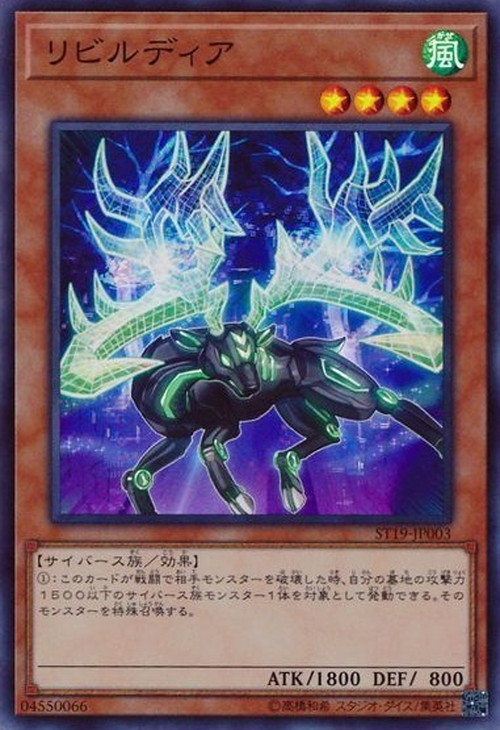 リビルディア
風
ST19-JP003
【サイバース族/効果】
①:このカードが戦闘で相手モンスターを破壊した時、自分の墓地の攻撃力
1500以下のサイバース族モンスター1体を対象として発動できる。その
モンスターを特殊召喚する。
ATK/1800 DEF/ 800
04550066
©高橋和希 スタジオ・ダイス/集英社